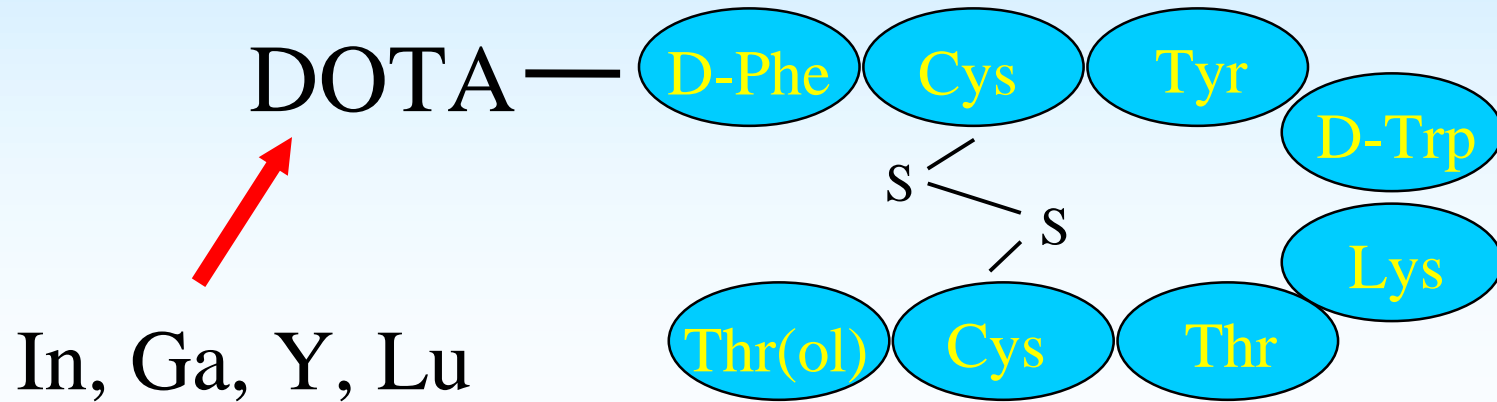 DOTA D-Phe Cys Tyr
D-Trp
S
S
Lys
In, Ga, Y, Lu Thr(ol) Cys Thr